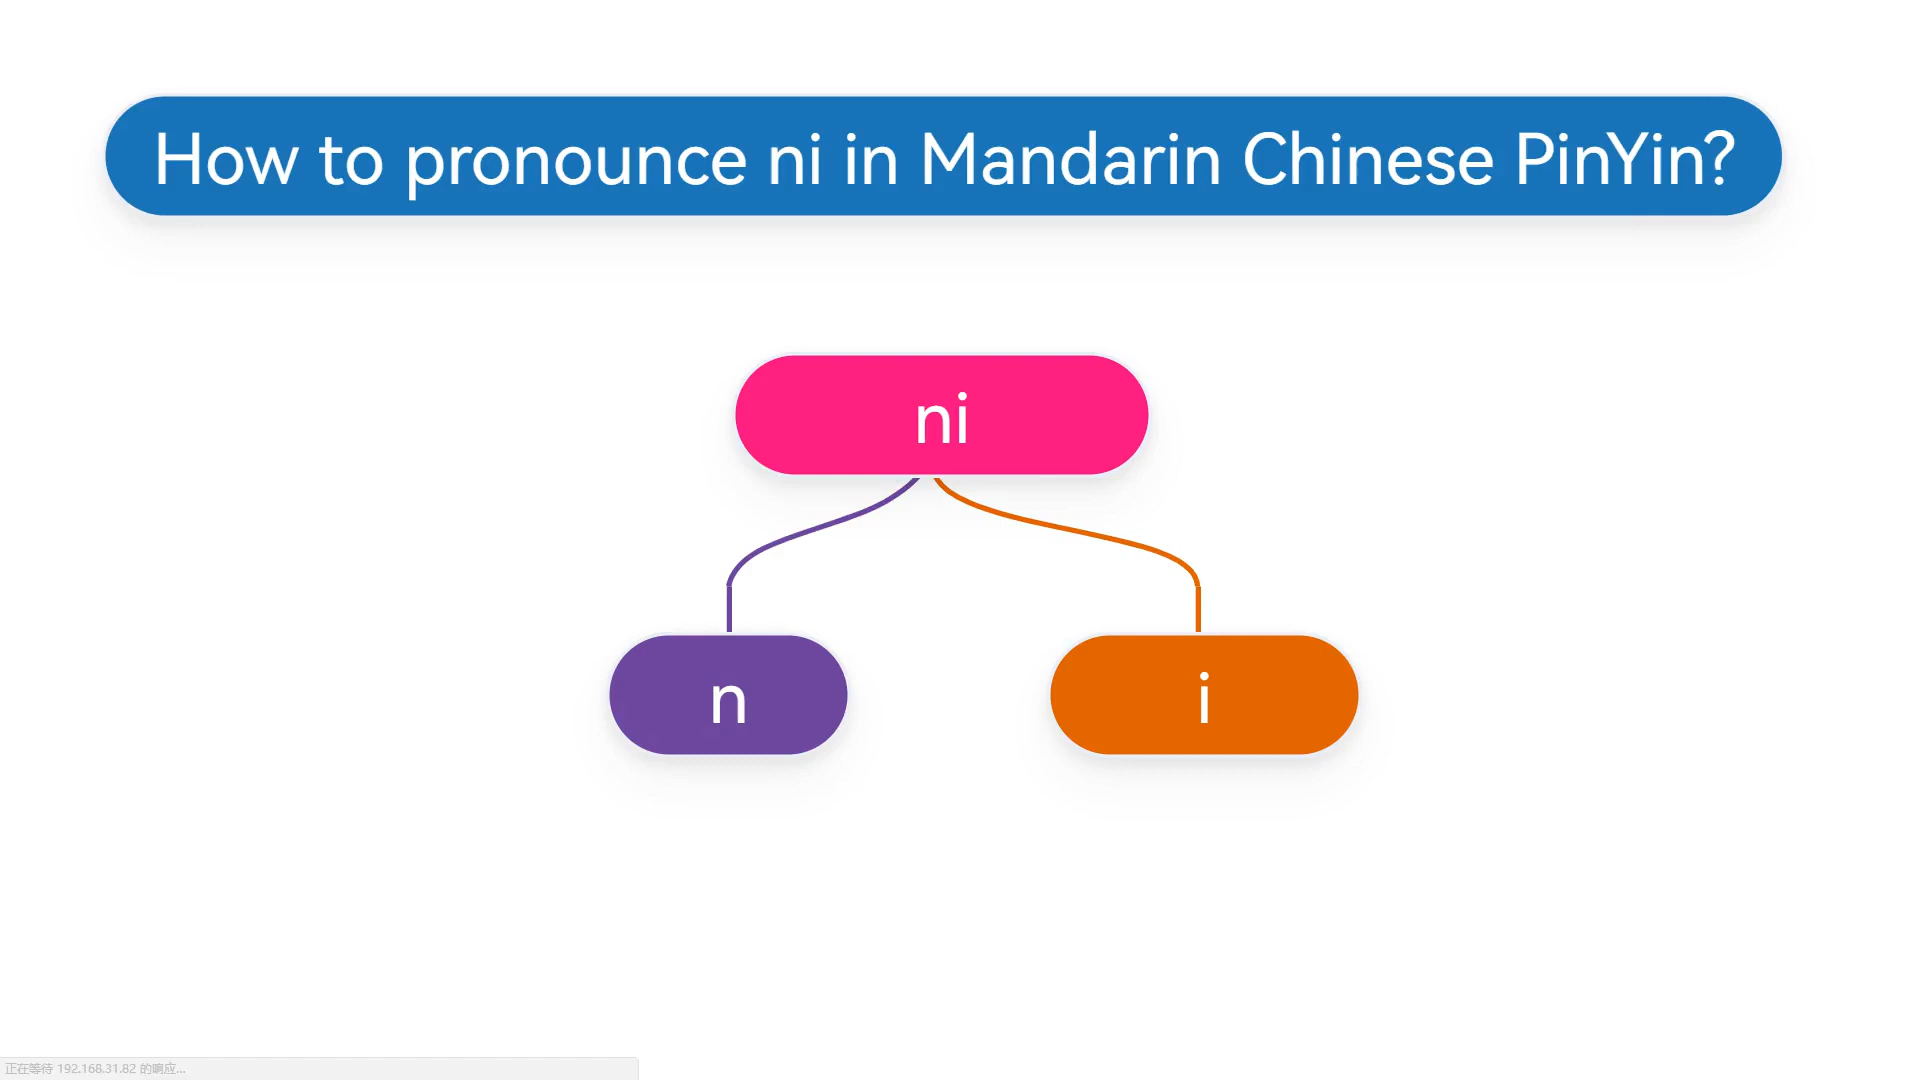 How to pronounce ni in Mandarin Chinese PinYin?
ni
n
i
正在等待 192.168.31.82 的响应...